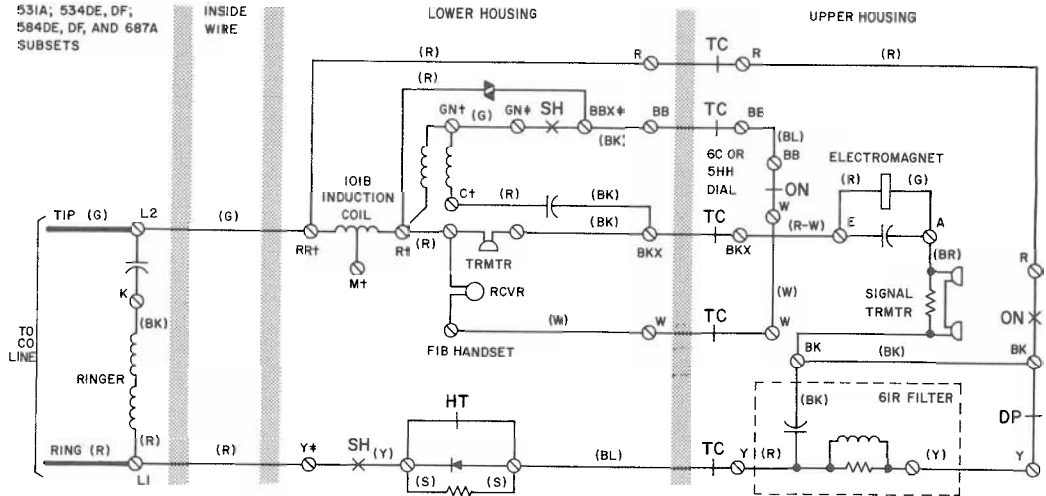 531A; 534DE, DF;
584DE, DF, AND 687A
SUBSETS
INSIDE
WIRE
LOWER HOUSING
UPPER HOUSING
R
TC
R
(R)
(R)
(R)
GN†
(G)
GN*
SH
BBX*
(BK)
BB
TC
BB
(BL)
BB
6C OR
5HH
DIAL
ON
W
ELECTROMAGNET
(R)
(G)
101B
INDUCTION
COIL
C†
(R)
(BK)
TIP (G)
L2
(G)
RR†
R†
(R)
TRMTR
(BK)
BKX
TC
BKX
(R-W)
E
A
M†
(BR)
RCVR
R
K
(BK)
SIGNAL
TRMTR
(W)
ON
TO
CO
LINE
F1B HANDSET
(W)
W
TC
W
BK
(BK)
BK
RINGER
(BK)
61R FILTER
HT
DP
RING (R)
(R)
L1
(R)
Y*
SH
(Y)
(S)
(S)
(BL)
TC
Y
(R)
(Y)
Y